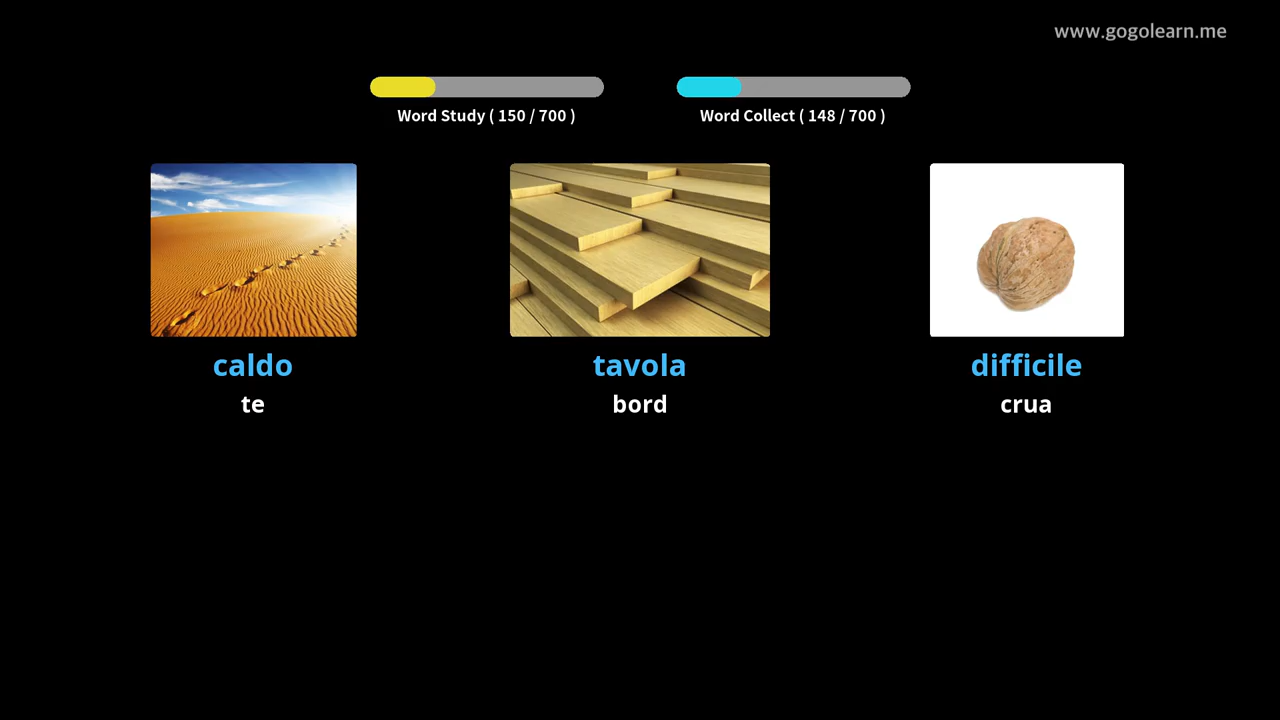 www.gogolearn.me
Word Study ( 150 / 700 )
Word Collect ( 148 / 700 )
caldo
te
tavola
bord
difficile
crua